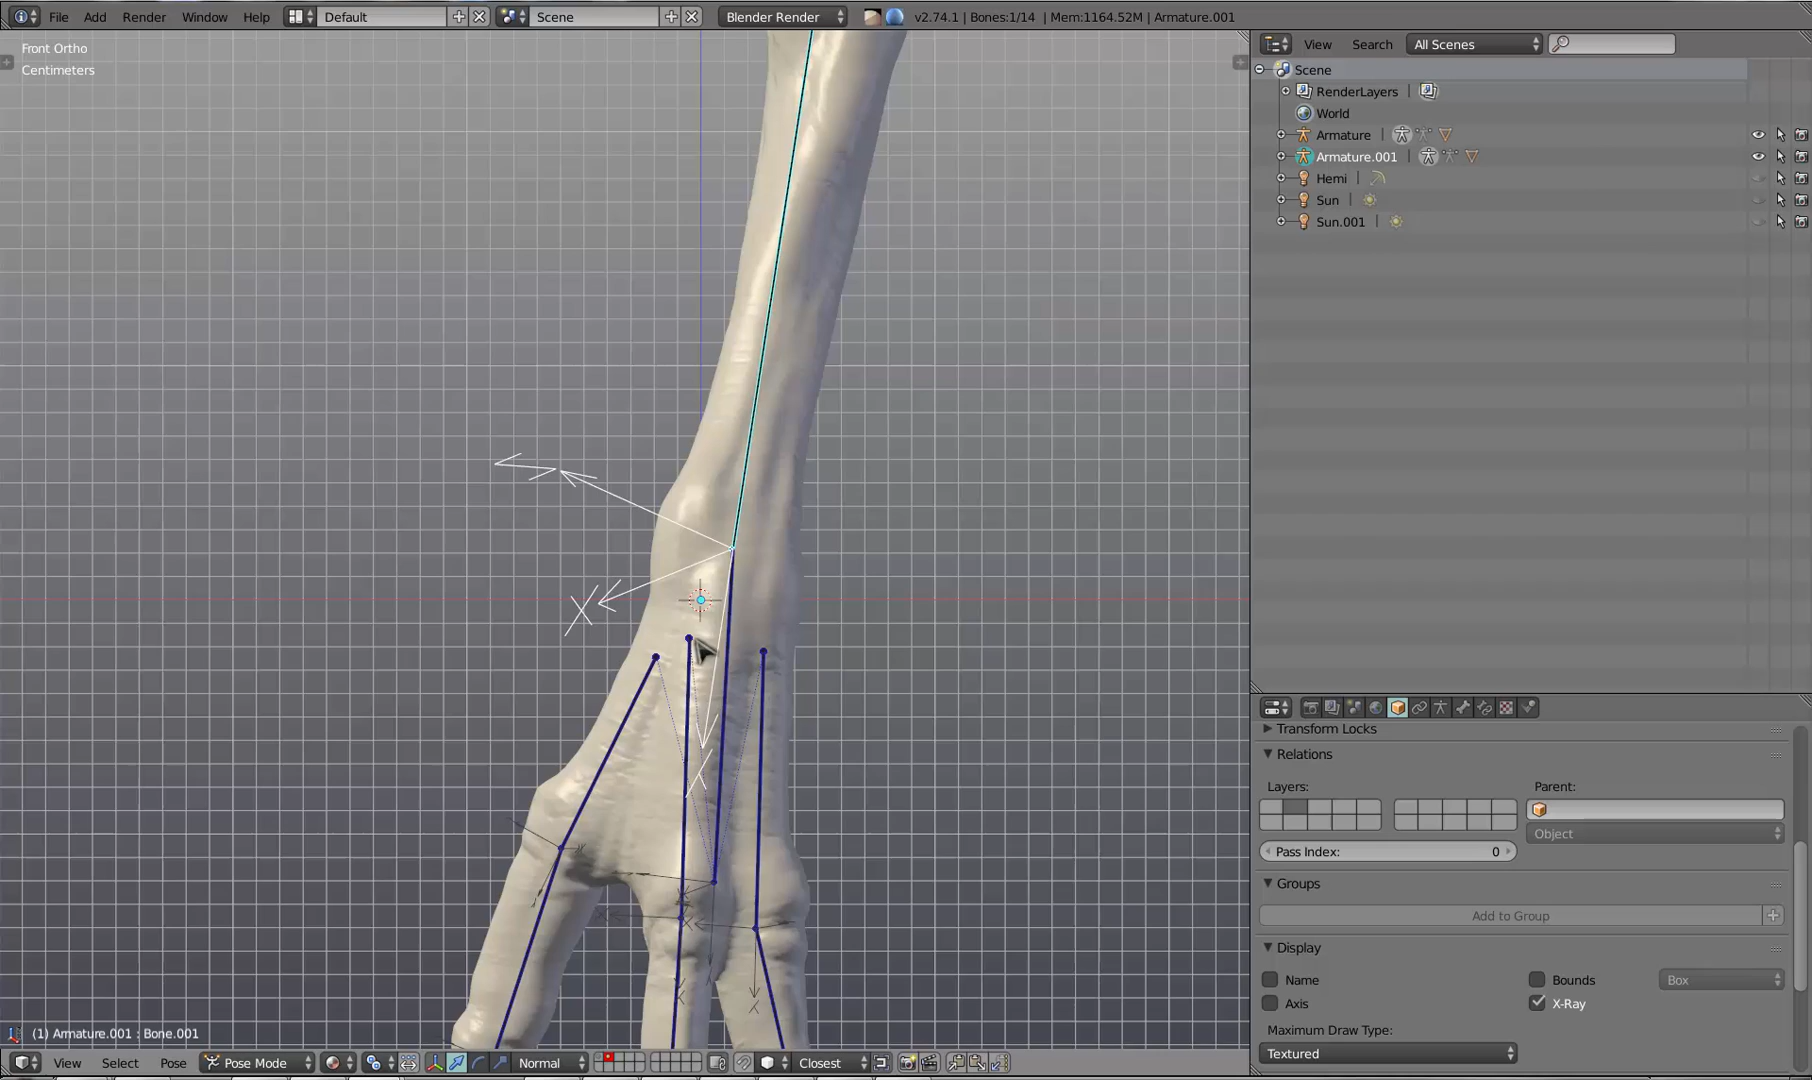 File Add Render Window Help Default Scene Blender Render v2.74.1 | Bones:1/14 | Mem:1164.52M | Armature.001
Front Ortho
Centimeters
X
X
X
X
X
X
X
(1) Armature.001 : Bone.001
View Select Pose Pose Mode Normal Closest
View Search All Scenes
Scene
RenderLayers
World
Armature
Armature.001
Hemi
Sun
Sun.001
Transform Locks
Relations
Layers: Parent:
Object
Pass Index: 0
Groups
Add to Group
Display
Name Bounds Box
Axis X-Ray
Maximum Draw Type:
Textured